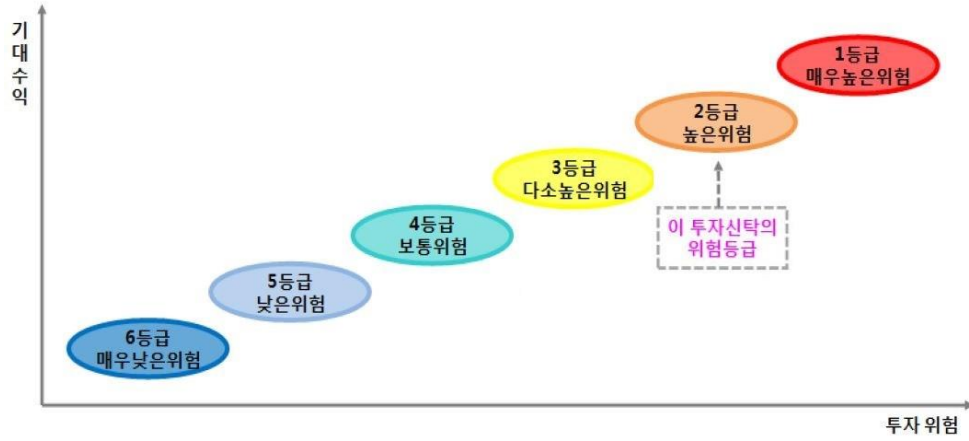 기대수익
1등급
매우높은위험
2등급
높은위험
3등급
다소높은위험
이 투자신탁의
위험등급
4등급
보통위험
5등급
낮은위험
6등급
매우낮은위험
투자 위험